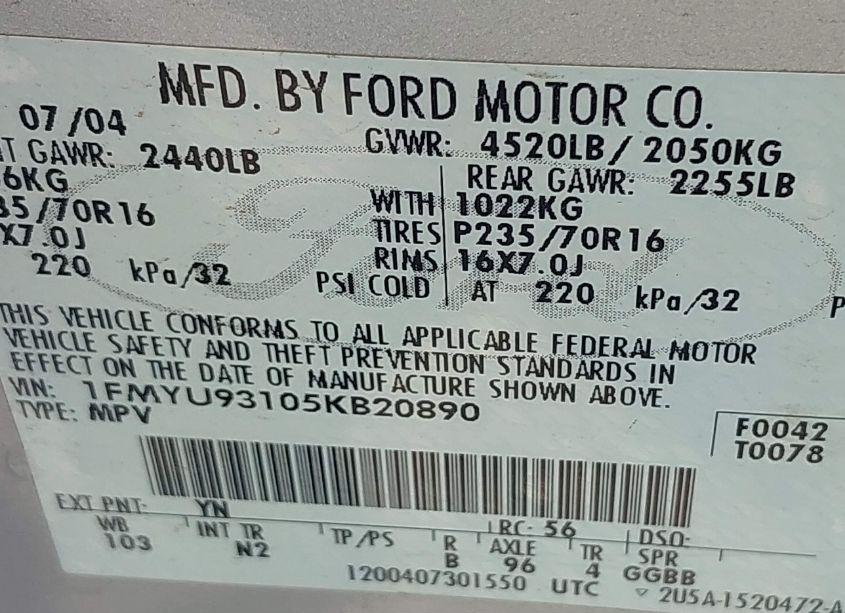 MFD. BY FORD MOTOR CO.
07/04 GVWR: 4520LB/ 2050KG
T GAWR: 2440LB REAR GAWR: 2255LB
6KG WITH 1022KG
35/70R16 TIRES P235/70R16
X7.0J RIMS 16X7.0J
220 kPa/32 PSI COLD AT 220 kPa/32 P
THIS VEHICLE CONFORMS TO ALL APPLICABLE FEDERAL MOTOR
VEHICLE SAFETY AND THEFT PREVENTION STANDARDS IN
EFFECT ON THE DATE OF MANUFACTURE SHOWN ABOVE.
VIN: 1FMYU93105KB20890
TYPE: MPV
F0042
T0078
EXT PNT: YN RC: 56 DSO:
WB INT TR TP/PS R AXLE TR SPR
103 N2 B 96 4 GGBB
1200407301550 UTC ▽ 2U5A-1520472-A